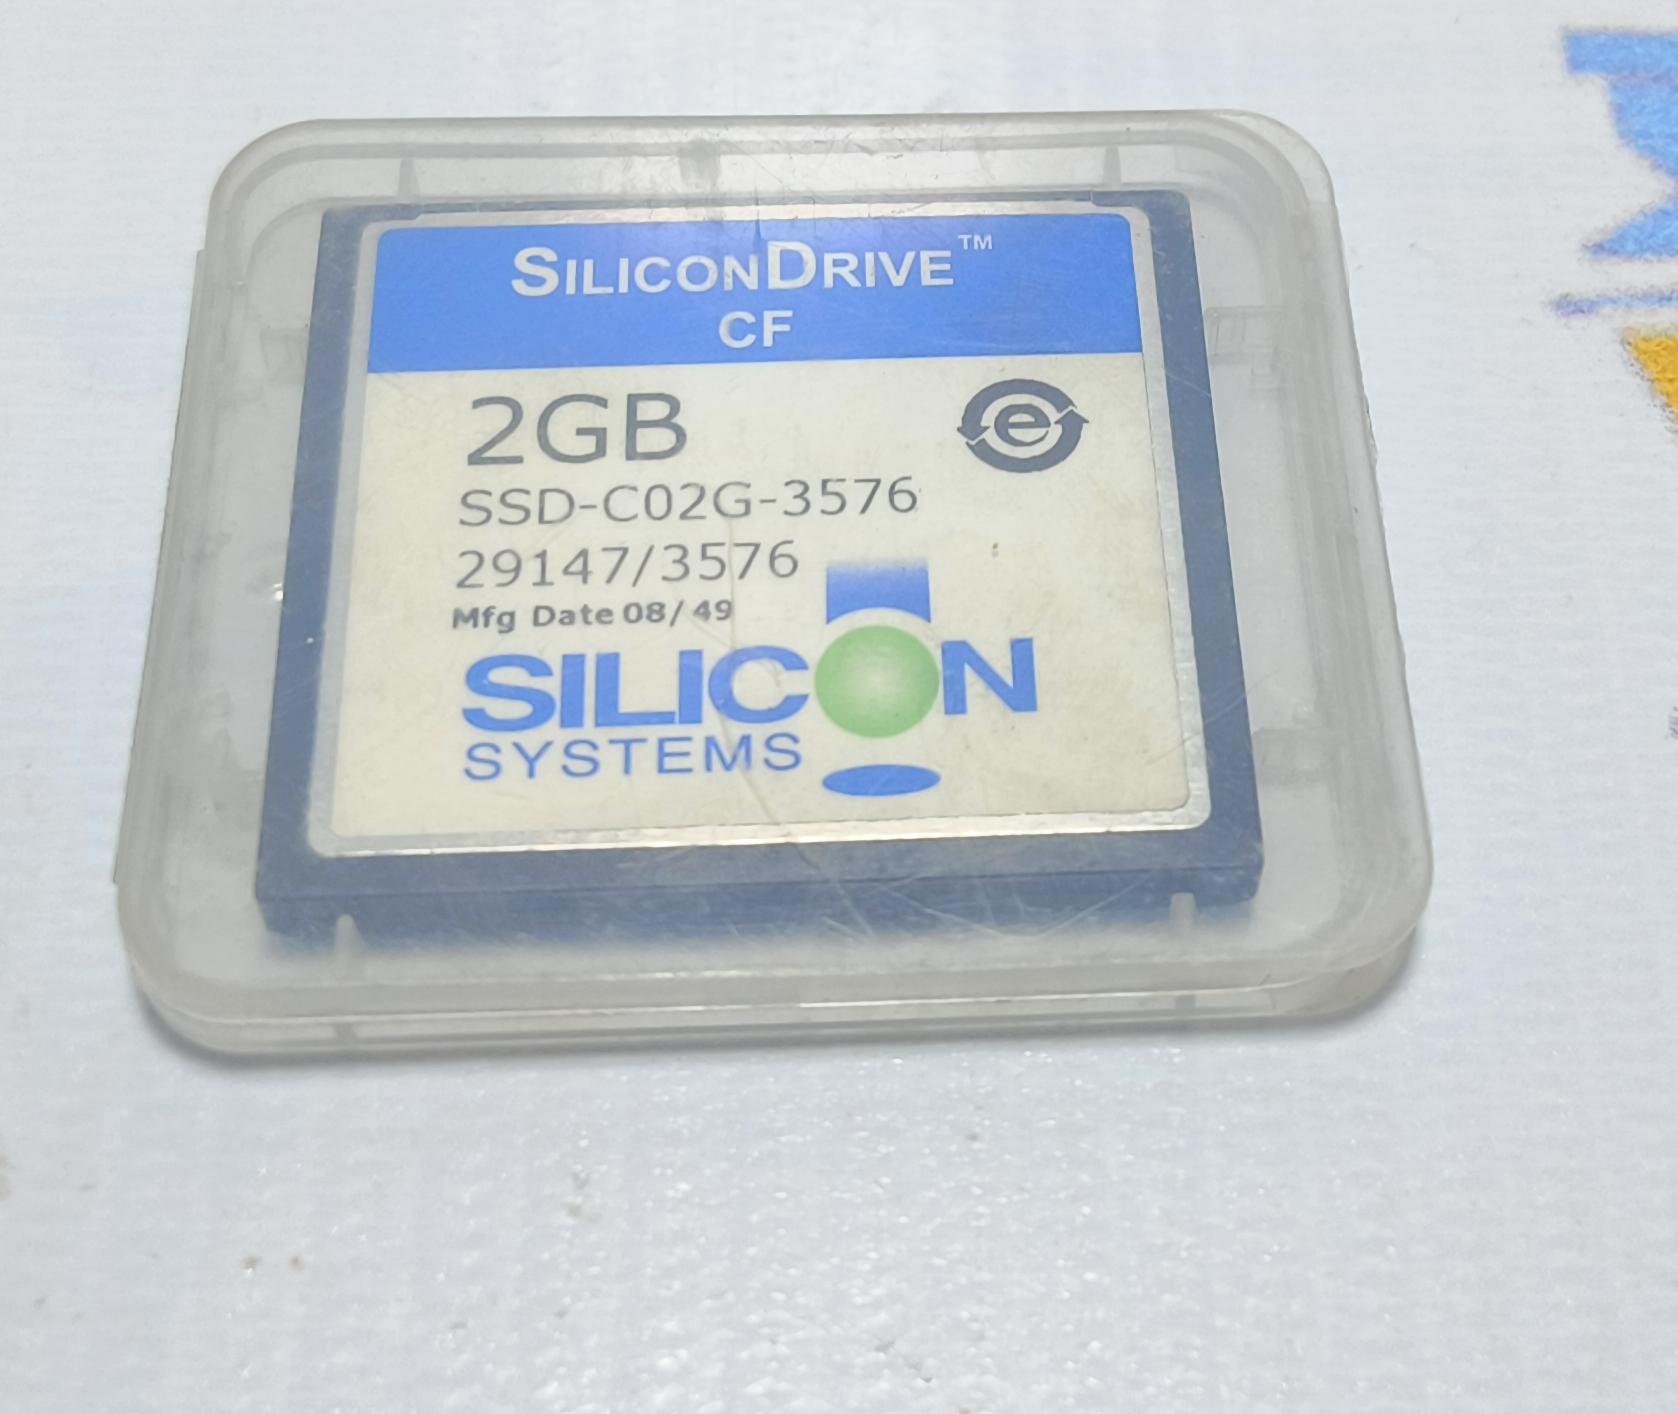 SILICONDRIVE™
CF
2GB
e
SSD-C02G-3576
29147/3576
Mfg Date 08/49
SILICON
SYSTEMS